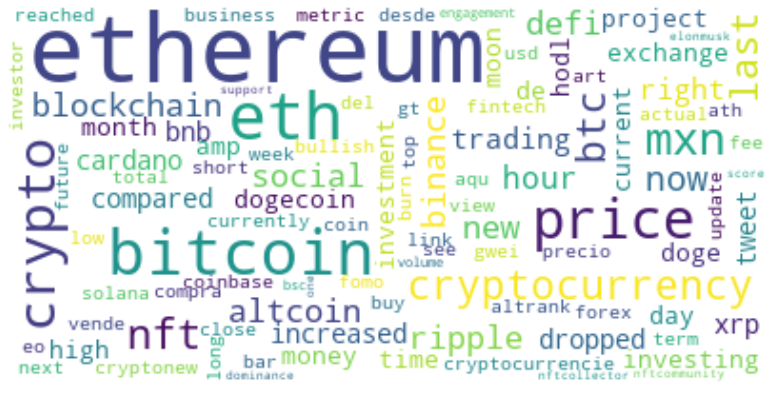 reached
business
metric
desde
engagement
defi
project
last
ethereum
moon
elonmusk
investor
usd
hodl
exchange
support
de
art
right
blockchain
eth
del
gt
binance
fintech
btc
current
actual
ath
month
bnb
top
trading
mxn
fee
crypto
future
cardano
amp
week
bullish
investment
burn
total
short
social
aqu
hour
now
score
compared
dogecoin
view
price
update
tweet
currently
coin
new
low
bitcoin
link
see
gwei
precio
doge
volume
coinbase
bsc
one
fomo
cryptocurrency
solana
compra
altcoin
buy
altrank
forex
day
xrp
vende
nft
close
increased
ripple
dropped
term
eo
high
long
bar
money
time
cryptocurrencie
investing
next
cryptonew
dominance
nftcollector
nftcommunity